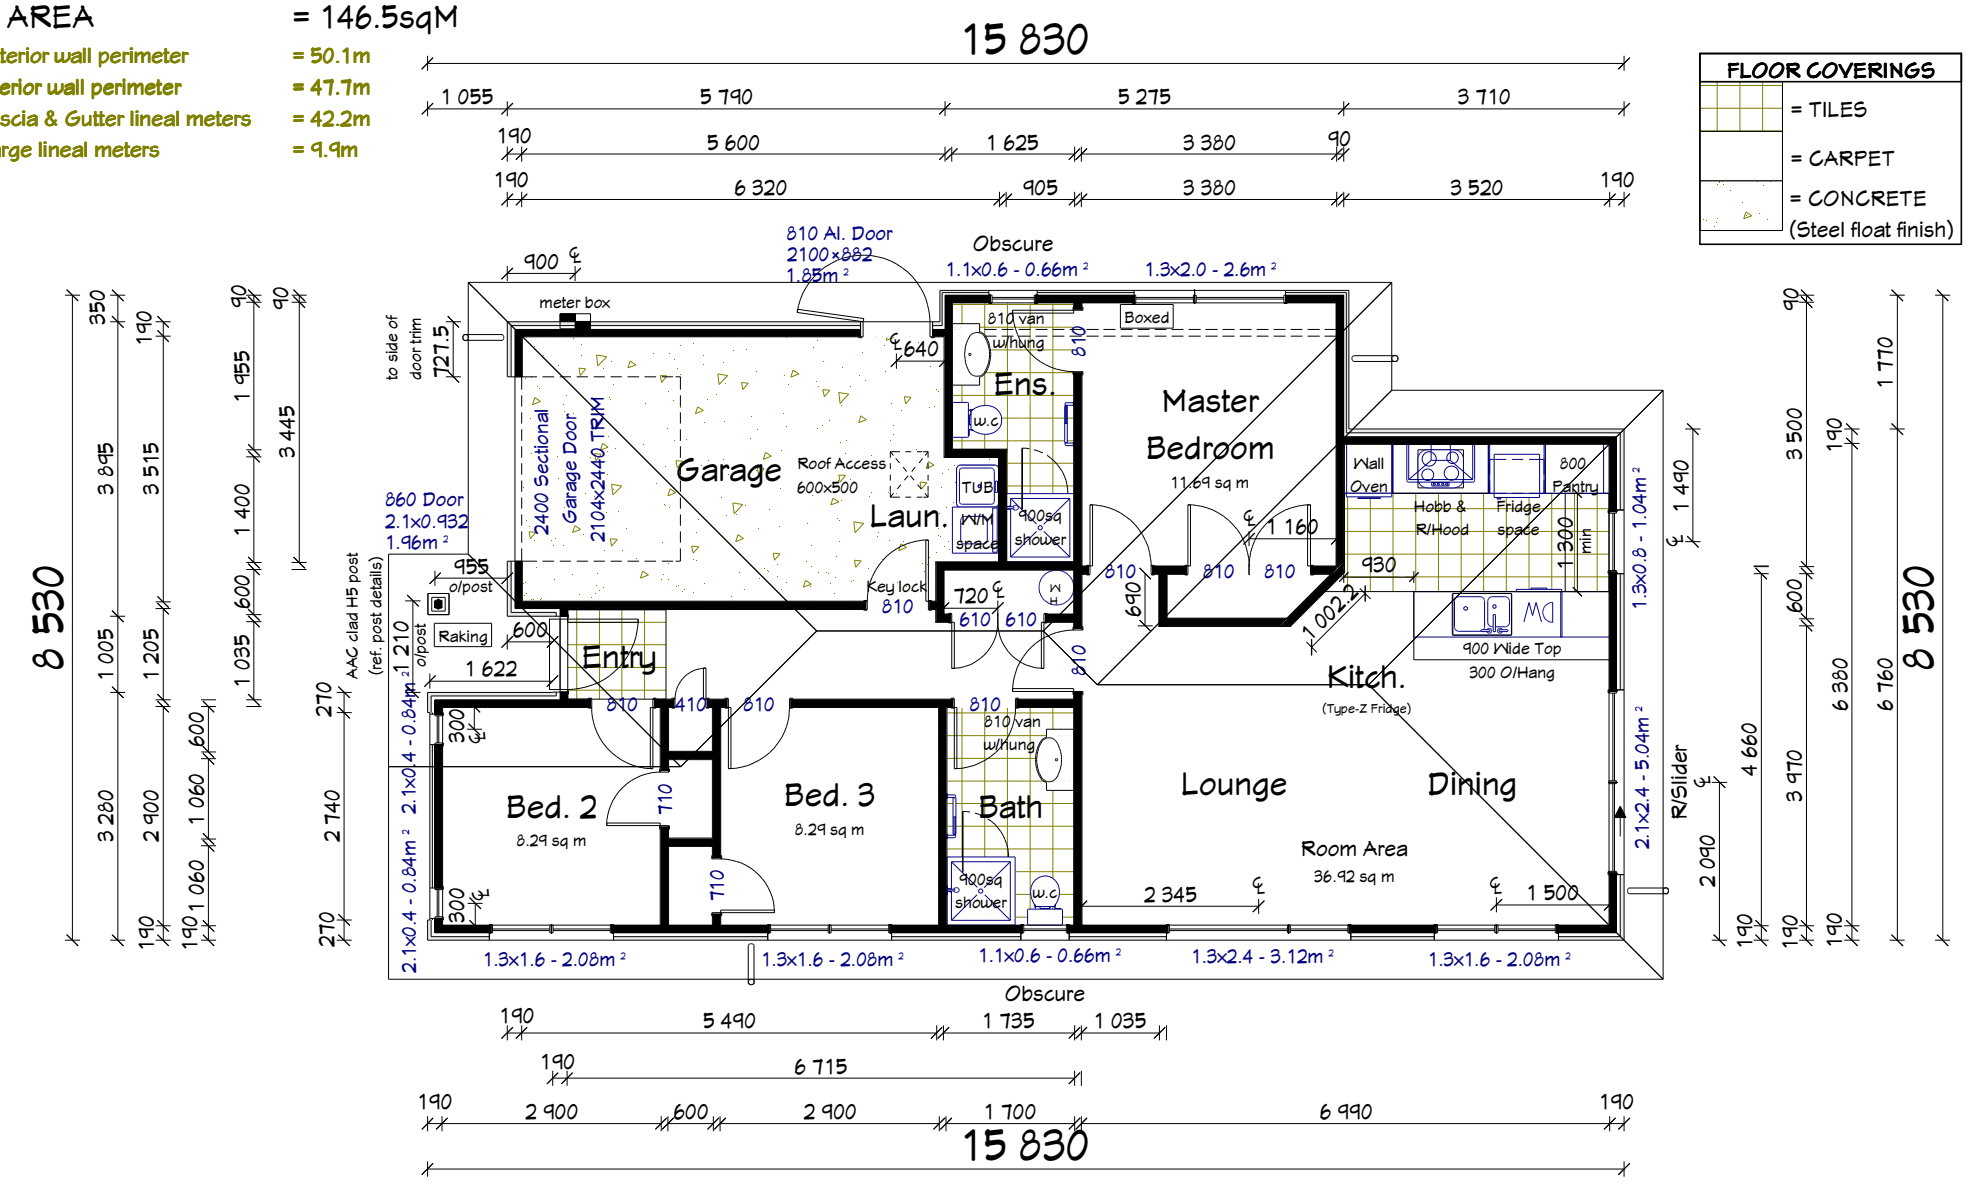 AREA = 146.5sqM
terior wall perimeter = 50.1m
erior wall perimeter = 47.7m
scia & Gutter lineal meters = 42.2m
arge lineal meters = 9.9m
15 830
1 055 5 790 5 275 3 710
190 5 600 1 625 3 380 90
190 6 320 905 3 380 3 520 190
FLOOR COVERINGS
= TILES
= CARPET
= CONCRETE
(Steel float finish)
900 ℄
810 Al. Door
2100×882
1.85m²
Obscure
1.1x0.6 - 0.66m²
1.3x2.0 - 2.6m²
meter box
to side of
door trim
727.5
810 van
w/hung
810
Boxed
℄ 640
Ens.
w.c
Master
Bedroom
11.69 sq m
2400 Sectional
Garage Door
2104x2440 TRIM
Garage
Roof Access
600x500
Laun.
TUB
W/M
space
900sq
shower
Wall
Oven
800
Pantry
Hobb &
R/Hood
Fridge
space
1 300
min
860 Door
2.1x0.932
1.96m²
955
o/post
AAC clad H5 post
(ref. post details)
1 210
o/post
Raking
600
1 622
Entry
Key lock
810
720 ℄
610 610
WH
810
810 810
℄ 1 160
690
930
1 002.2
DW
900 Wide Top
300 O/Hang
Kitch.
(Type-Z Fridge)
810
810 410 810 810
810 van
w/hung
300 ℄
Bed. 2
8.29 sq m
710
Bed. 3
8.29 sq m
710
Bath
900sq
shower
w.c
Lounge
Dining
Room Area
36.92 sq m
2 345 ℄
℄ 1 500
300 ℄
2.1x0.4 - 0.84m²
2.1x0.4 - 0.84m²
1.3x0.8 - 1.04m²
2.1x2.4 - 5.04m²
R/Slider
1.3x1.6 - 2.08m²
1.3x1.6 - 2.08m²
1.1x0.6 - 0.66m²
1.3x2.4 - 3.12m²
1.3x1.6 - 2.08m²
Obscure
8 530
350 3 895 1 005 3 280
190 3 515 1 205 2 900 190
600 1 060 1 060 190
90 1 955 1 400 600 1 035
90 3 445
270 2 740 270
1 490 ℄
℄ 2 090
4 660 190
90 3 500 600 3 970 190
190 6 380 190
1 770 6 760
8 530
190 5 490 1 735 1 035
190 6 715
190 2 900 600 2 900 1 700 6 990 190
15 830